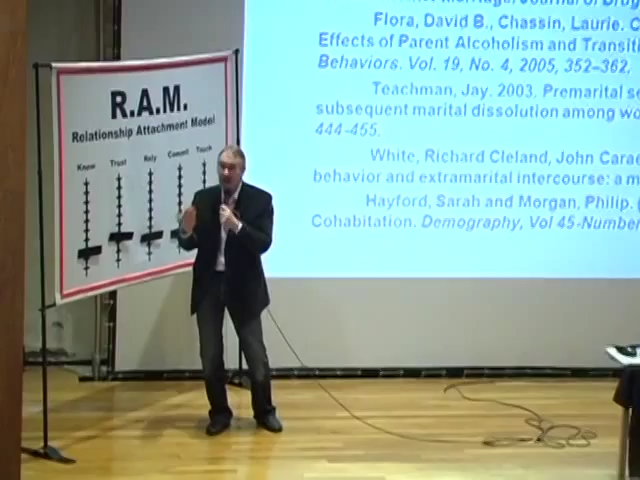 R.A.M.
Relationship Attachment Model
Know Trust Rely Commit Touch
Flora, David B., Chassin, Laurie. C
Effects of Parent Alcoholism and Transiti
Behaviors. Vol. 19, No. 4, 2005, 352–362.
Teachman, Jay. 2003. Premarital se
subsequent marital dissolution among wo
444-455.
White, Richard Cleland, John Carae
behavior and extramarital intercourse: a m
Hayford, Sarah and Morgan, Philip. (
Cohabitation. Demography, Vol 45-Number